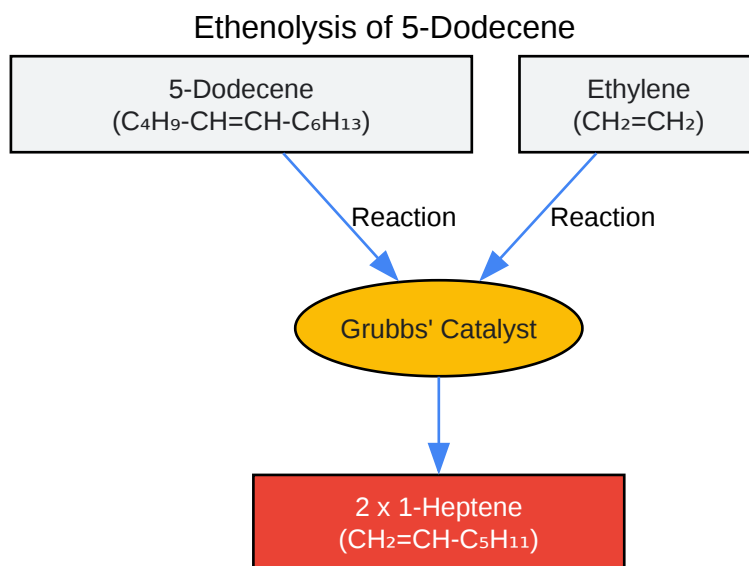 Ethenolysis of 5-Dodecene
5-Dodecene
(C₄H₉-CH=CH-C₆H₁₃)
Ethylene
(CH₂=CH₂)
Reaction
Reaction
Grubbs' Catalyst
2 x 1-Heptene
(CH₂=CH-C₅H₁₁)